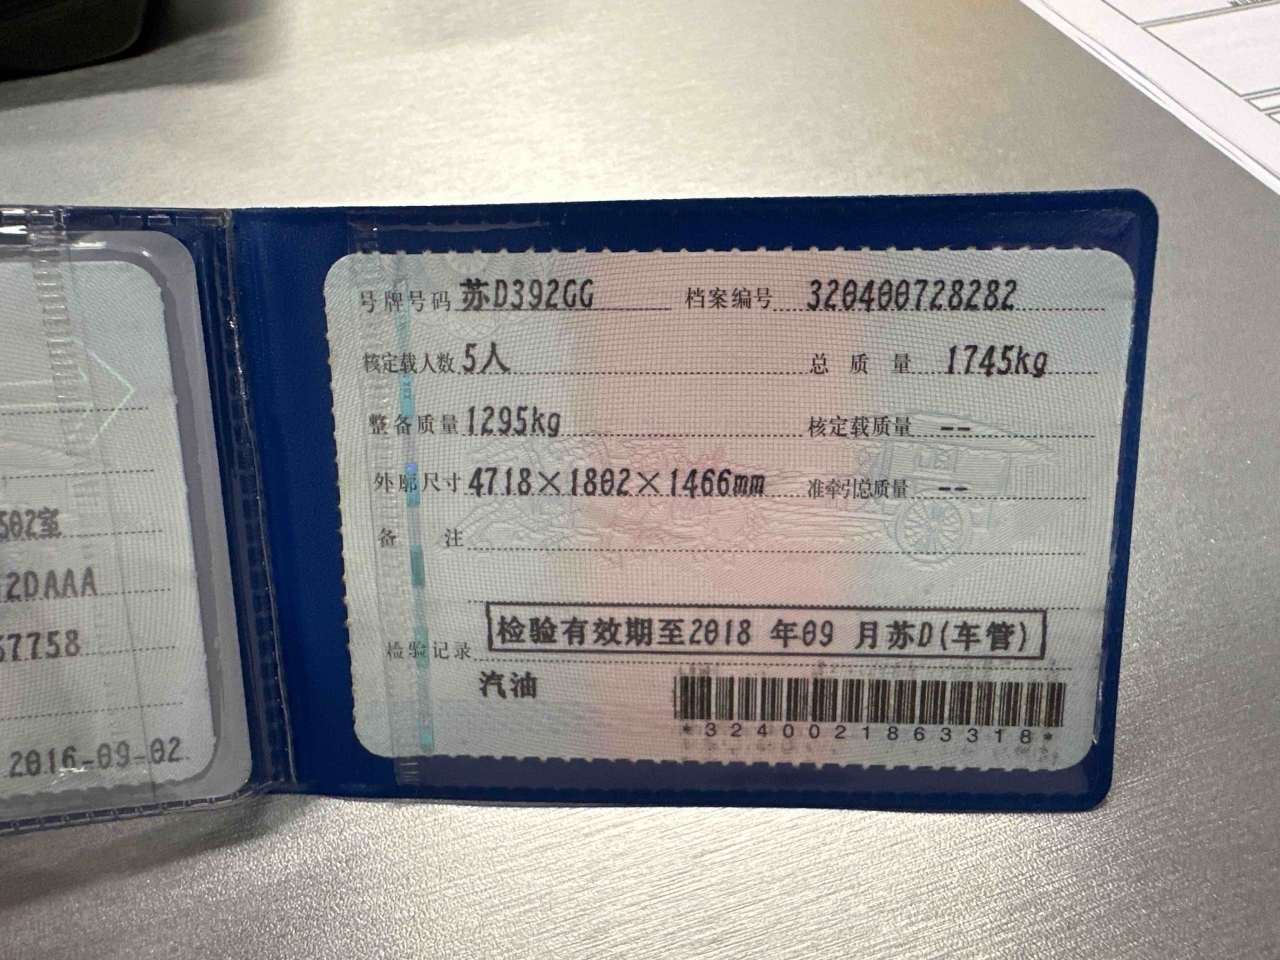 号牌号码 苏D392GG 档案编号 320400728282
核定载人数 5人 总质量 1745kg
整备质量 1295kg 核定载质量 --
外廓尺寸 4718×1802×1466mm 准牵引总质量 --
备注
检验记录 检验有效期至2018 年09 月苏D(车管)
汽油
*3240021863318*
502室
2DAAA
57758
2016-09-02